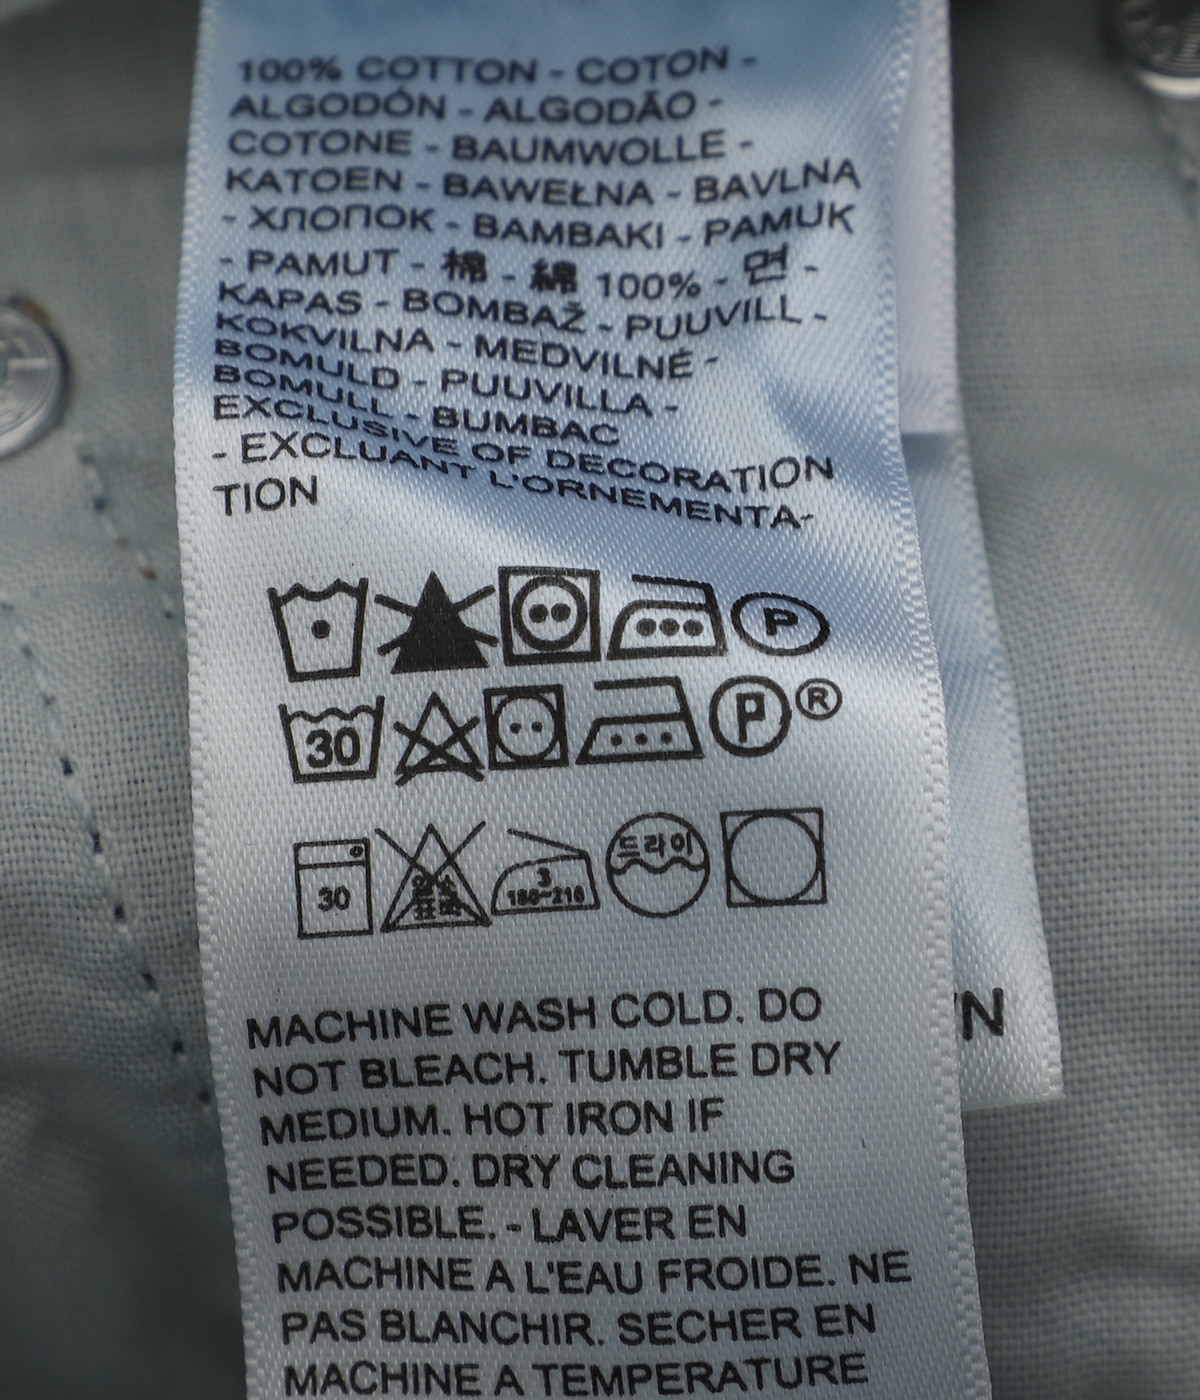 100% COTTON - COTON -
ALGODÓN - ALGODÃO -
COTONE - BAUMWOLLE -
KATOEN - BAWEŁNA - BAVLNA
- ХЛОПОК - BAMBAKI - PAMUK
- PAMUT - 棉 - 綿 100% - 면 -
KAPAS - BOMBAŽ - PUUVILL -
KOKVILNA - MEDVILNĖ -
BOMULD - PUUVILLA -
BOMULL - BUMBAC
EXCLUSIVE OF DECORATION
- EXCLUANT L'ORNEMENTA-
TION
P
30 P ®
30 3 180~210 드라이
MACHINE WASH COLD. DO
NOT BLEACH. TUMBLE DRY
MEDIUM. HOT IRON IF
NEEDED. DRY CLEANING
POSSIBLE. - LAVER EN
MACHINE A L'EAU FROIDE. NE
PAS BLANCHIR. SECHER EN
MACHINE A TEMPERATURE